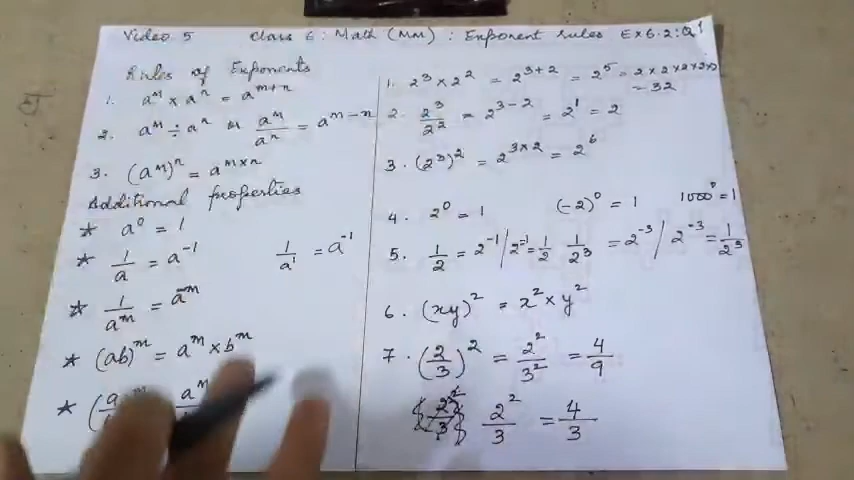 Video 5 Class 6 : Math (MM) : Exponent rules Ex 6.2 : Q1
Rules of Exponents
1. a^m × a^n = a^(m+n)
2. a^m ÷ a^n or a^m/a^n = a^(m-n)
3. (a^m)^n = a^(m×n)
Additional properties
* a^0 = 1
* 1/a = a^-1 1/a^1 = a^-1
* 1/a^m = a^-m
* (ab)^m = a^m × b^m
1. 2^3 × 2^2 = 2^(3+2) = 2^5 = 2×2×2×2×2
= 32
2. 2^3/2^2 = 2^(3-2) = 2^1 = 2
3. (2^3)^2 = 2^(3×2) = 2^6
4. 2^0 = 1 (-2)^0 = 1 1000^0 = 1
5. 1/2 = 2^-1 / 2^-1 = 1/2 1/2^3 = 2^-3 / 2^-3 = 1/2^3
6. (xy)^2 = x^2 × y^2
7. (2/3)^2 = 2^2/3^2 = 4/9
2^2/3 = 4/3